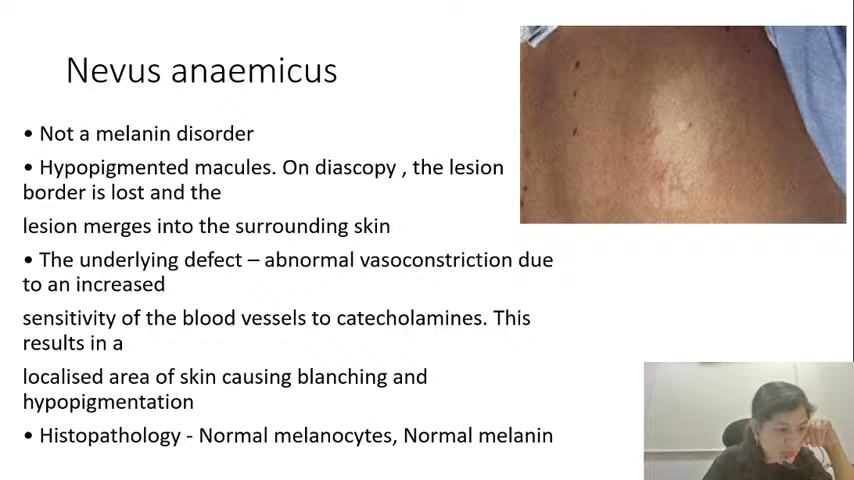 Nevus anaemicus
• Not a melanin disorder
• Hypopigmented macules. On diascopy , the lesion
border is lost and the
lesion merges into the surrounding skin
• The underlying defect – abnormal vasoconstriction due
to an increased
sensitivity of the blood vessels to catecholamines. This
results in a
localised area of skin causing blanching and
hypopigmentation
• Histopathology - Normal melanocytes, Normal melanin